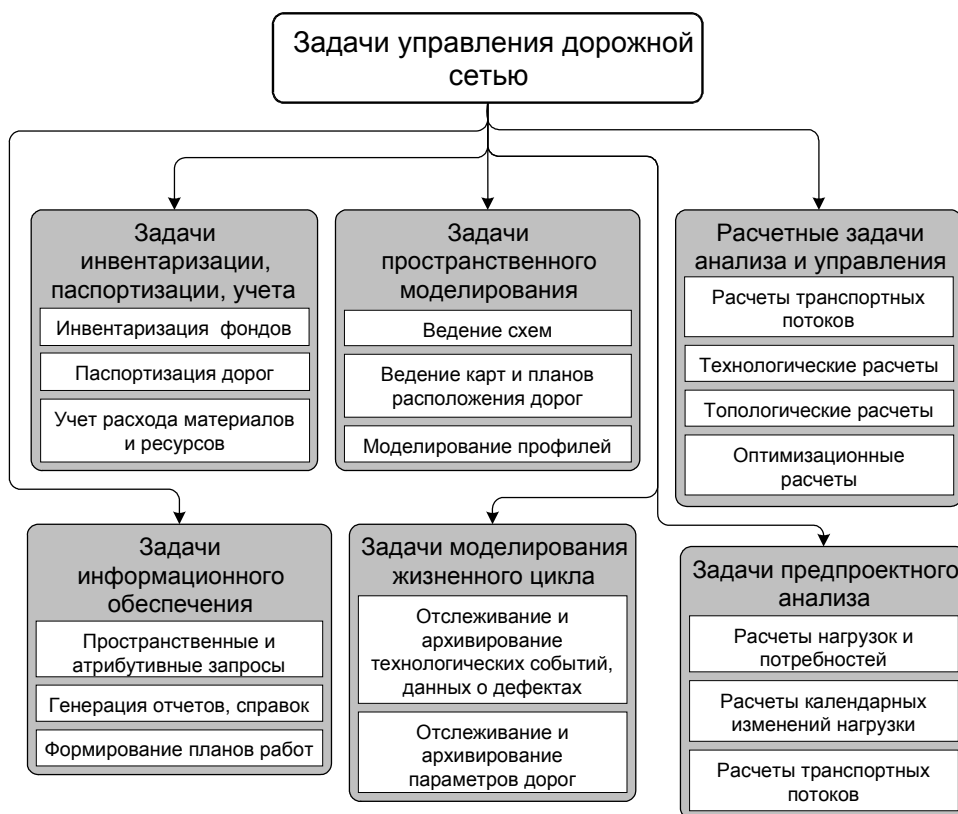 Задачи управления дорожной
сетью
Задачи
инвентаризации,
паспортизации, учета
Инвентаризация фондов
Паспортизация дорог
Учет расхода материалов
и ресурсов
Задачи
пространственного
моделирования
Ведение схем
Ведение карт и планов
расположения дорог
Моделирование профилей
Расчетные задачи
анализа и управления
Расчеты транспортных
потоков
Технологические расчеты
Топологические расчеты
Оптимизационные
расчеты
Задачи
информационного
обеспечения
Пространственные и
атрибутивные запросы
Генерация отчетов, справок
Формирование планов работ
Задачи моделирования
жизненного цикла
Отслеживание и
архивирование
технологических событий,
данных о дефектах
Отслеживание и
архивирование
параметров дорог
Задачи предпроектного
анализа
Расчеты нагрузок и
потребностей
Расчеты календарных
изменений нагрузки
Расчеты транспортных
потоков